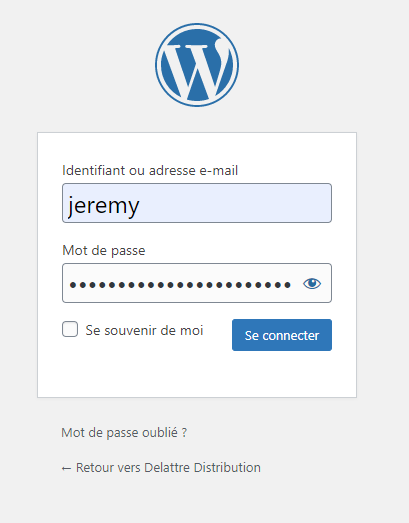 Identifiant ou adresse e-mail
jeremy
Mot de passe
•••••••••••••••••••••••
Se souvenir de moi
Se connecter
Mot de passe oublié ?
← Retour vers Delattre Distribution